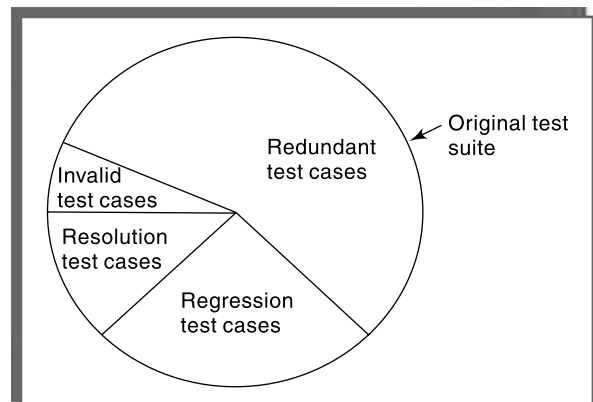 Original test
suite
Redundant
test cases
Invalid
test cases
Resolution
test cases
Regression
test cases